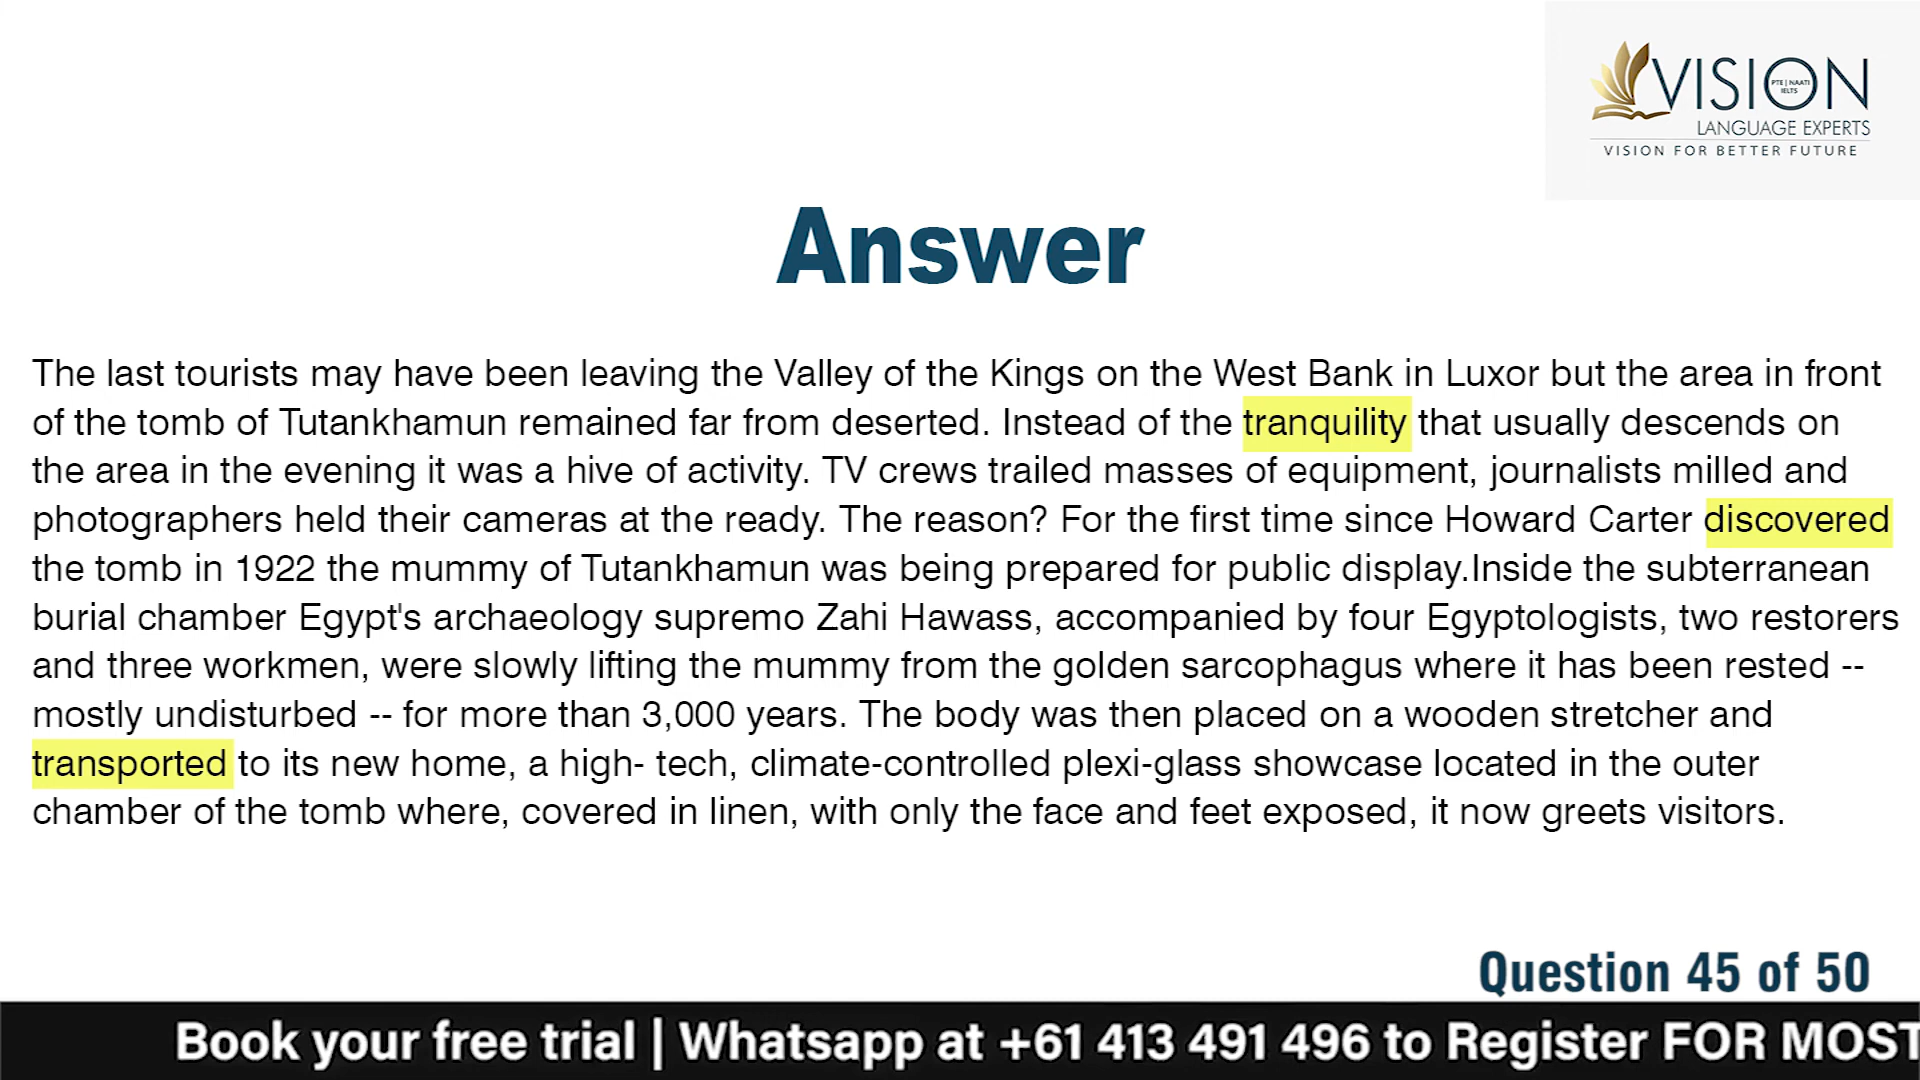 VISION
PTE | NAATI
IELTS
LANGUAGE EXPERTS
VISION FOR BETTER FUTURE
Answer
The last tourists may have been leaving the Valley of the Kings on the West Bank in Luxor but the area in front
of the tomb of Tutankhamun remained far from deserted. Instead of the tranquility that usually descends on
the area in the evening it was a hive of activity. TV crews trailed masses of equipment, journalists milled and
photographers held their cameras at the ready. The reason? For the first time since Howard Carter discovered
the tomb in 1922 the mummy of Tutankhamun was being prepared for public display.Inside the subterranean
burial chamber Egypt's archaeology supremo Zahi Hawass, accompanied by four Egyptologists, two restorers
and three workmen, were slowly lifting the mummy from the golden sarcophagus where it has been rested --
mostly undisturbed -- for more than 3,000 years. The body was then placed on a wooden stretcher and
transported to its new home, a high- tech, climate-controlled plexi-glass showcase located in the outer
chamber of the tomb where, covered in linen, with only the face and feet exposed, it now greets visitors.
Question 45 of 50
Book your free trial | Whatsapp at +61 413 491 496 to Register FOR MOST